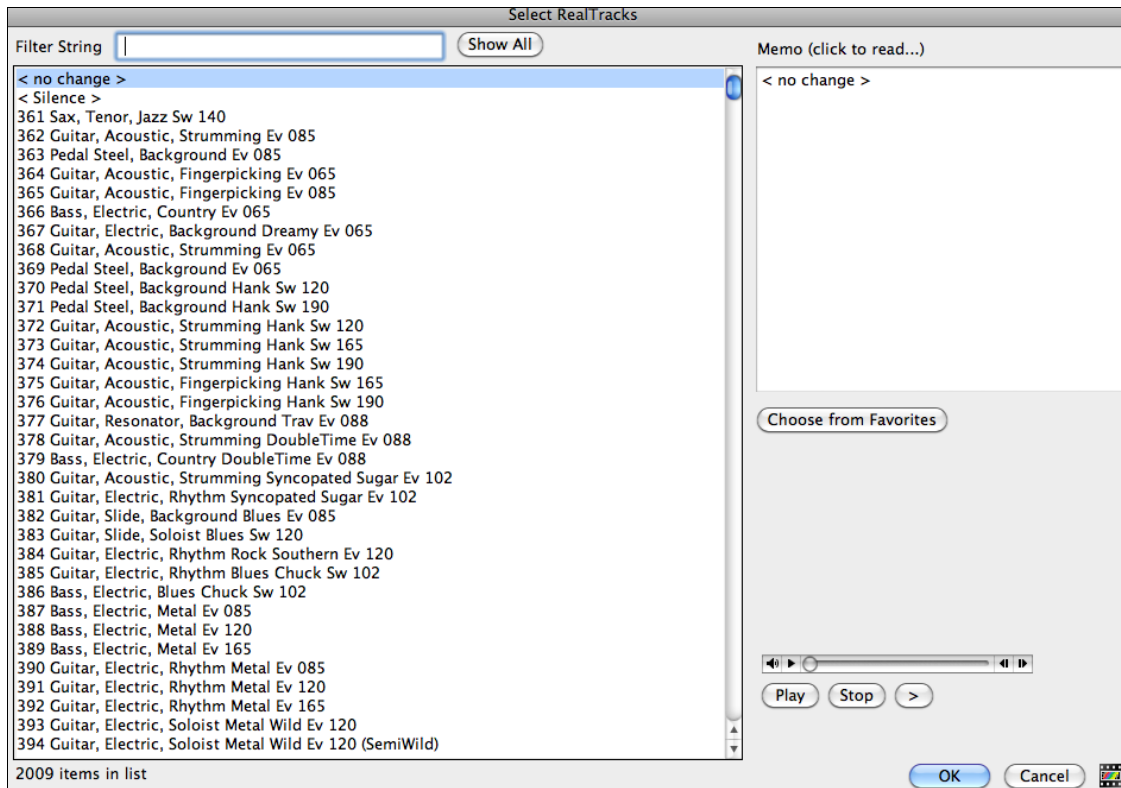 Select RealTracks
Filter String
Show All
Memo (click to read...)
< no change >
< Silence >
361 Sax, Tenor, Jazz Sw 140
362 Guitar, Acoustic, Strumming Ev 085
363 Pedal Steel, Background Ev 085
364 Guitar, Acoustic, Fingerpicking Ev 065
365 Guitar, Acoustic, Fingerpicking Ev 085
366 Bass, Electric, Country Ev 065
367 Guitar, Electric, Background Dreamy Ev 065
368 Guitar, Acoustic, Strumming Ev 065
369 Pedal Steel, Background Ev 065
370 Pedal Steel, Background Hank Sw 120
371 Pedal Steel, Background Hank Sw 190
372 Guitar, Acoustic, Strumming Hank Sw 120
373 Guitar, Acoustic, Strumming Hank Sw 165
374 Guitar, Acoustic, Strumming Hank Sw 190
375 Guitar, Acoustic, Fingerpicking Hank Sw 165
376 Guitar, Acoustic, Fingerpicking Hank Sw 190
377 Guitar, Resonator, Background Trav Ev 088
378 Guitar, Acoustic, Strumming DoubleTime Ev 088
379 Bass, Electric, Country DoubleTime Ev 088
380 Guitar, Acoustic, Strumming Syncopated Sugar Ev 102
381 Guitar, Electric, Rhythm Syncopated Sugar Ev 102
382 Guitar, Slide, Background Blues Ev 085
383 Guitar, Slide, Soloist Blues Sw 120
384 Guitar, Electric, Rhythm Rock Southern Ev 120
385 Guitar, Electric, Rhythm Blues Chuck Sw 102
386 Bass, Electric, Blues Chuck Sw 102
387 Bass, Electric, Metal Ev 085
388 Bass, Electric, Metal Ev 120
389 Bass, Electric, Metal Ev 165
390 Guitar, Electric, Rhythm Metal Ev 085
391 Guitar, Electric, Rhythm Metal Ev 120
392 Guitar, Electric, Rhythm Metal Ev 165
393 Guitar, Electric, Soloist Metal Wild Ev 120
394 Guitar, Electric, Soloist Metal Wild Ev 120 (SemiWild)
2009 items in list
< no change >
Choose from Favorites
Play
Stop
>
OK
Cancel